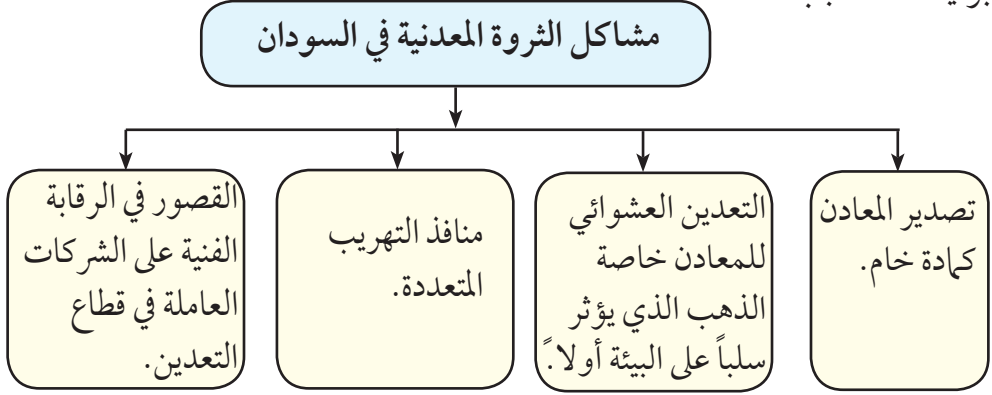 مشاكل الثروة المعدنية في السودان
تصدير المعادن
كمادة خام.
التعدين العشوائي
للمعادن خاصة
الذهب الذي يؤثر
سلباً على البيئة أولاً.
منافذ التهريب
المتعددة.
القصور في الرقابة
الفنية على الشركات
العاملة في قطاع
التعدين.